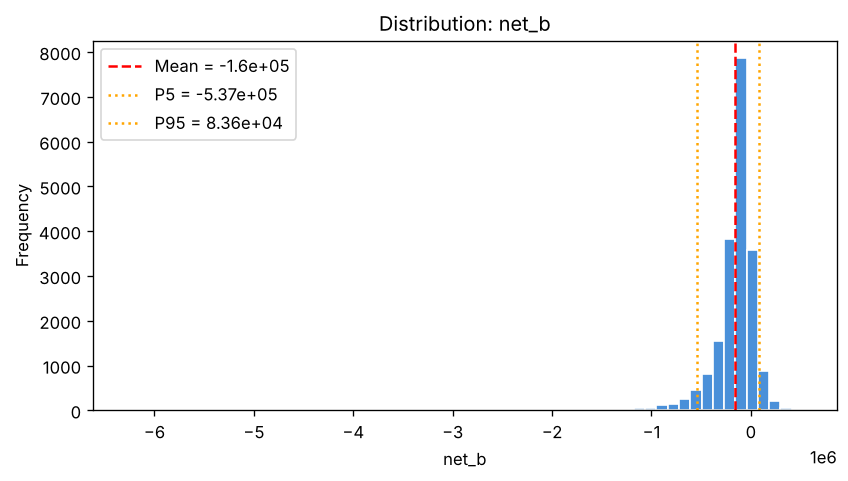 Distribution: net_b
Mean = -1.6e+05
P5 = -5.37e+05
P95 = 8.36e+04
Frequency
8000
7000
6000
5000
4000
3000
2000
1000
0
−6 −5 −4 −3 −2 −1 0
1e6
net_b